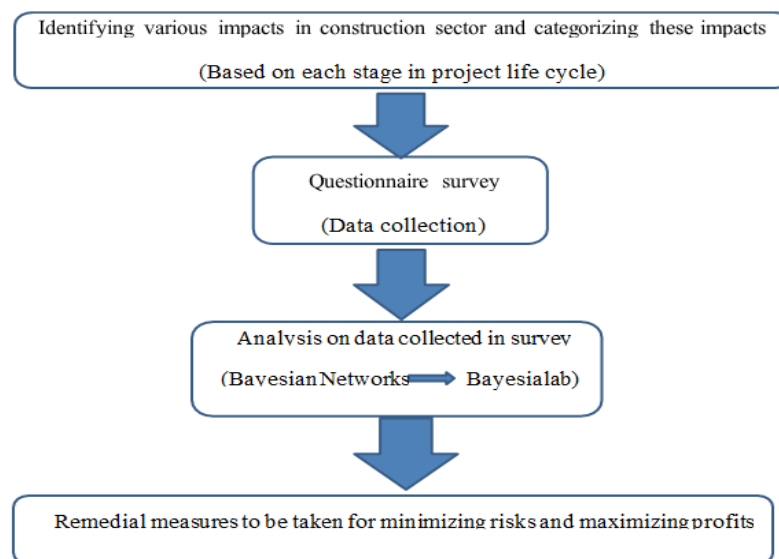 Identifying various impacts in construction sector and categorizing these impacts
(Based on each stage in project life cycle)
Questionnaire survey
(Data collection)
Analysis on data collected in survey
(Bayesian Networks Bayesialab)
Remedial measures to be taken for minimizing risks and maximizing profits